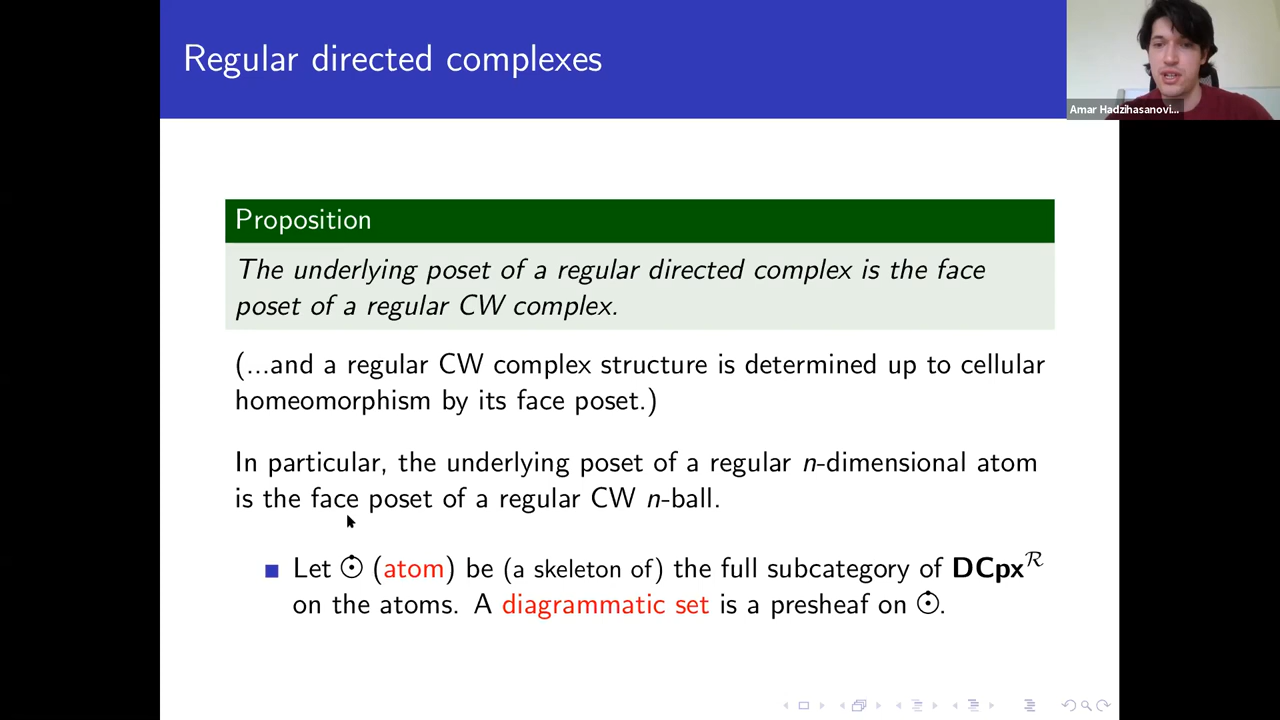 Regular directed complexes
Amar Hadzihasanovi...
Proposition
The underlying poset of a regular directed complex is the face
poset of a regular CW complex.
(...and a regular CW complex structure is determined up to cellular
homeomorphism by its face poset.)
In particular, the underlying poset of a regular n-dimensional atom
is the face poset of a regular CW n-ball.
Let ⊙ (atom) be (a skeleton of) the full subcategory of DCpxᴿ
on the atoms. A diagrammatic set is a presheaf on ⊙.